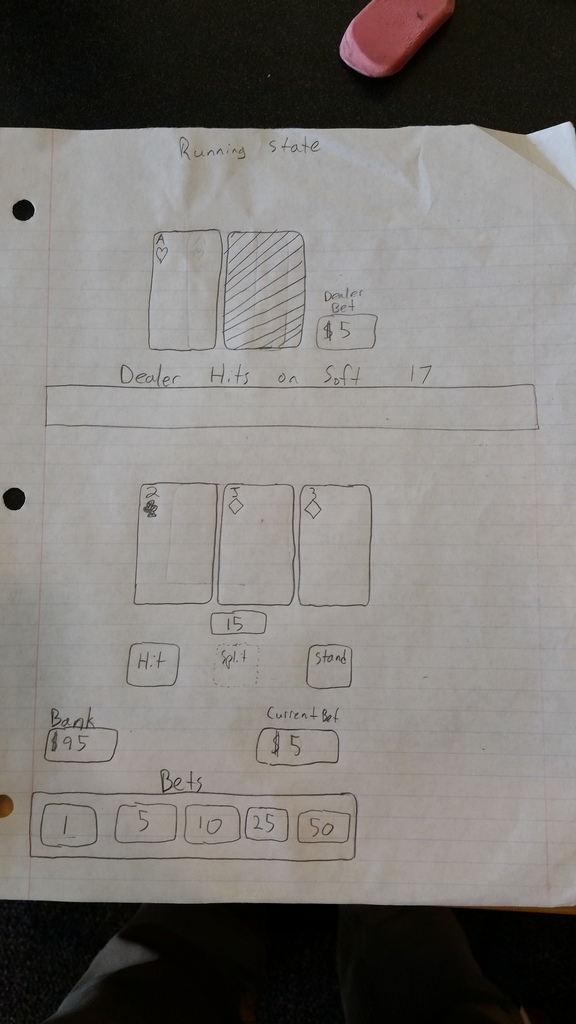 Running State
A
Dealer
Bet
$5
Dealer Hits on Soft 17
2 J 3
15
Hit Split Stand
Bank Current Bet
$95 $5
Bets
1 5 10 25 50